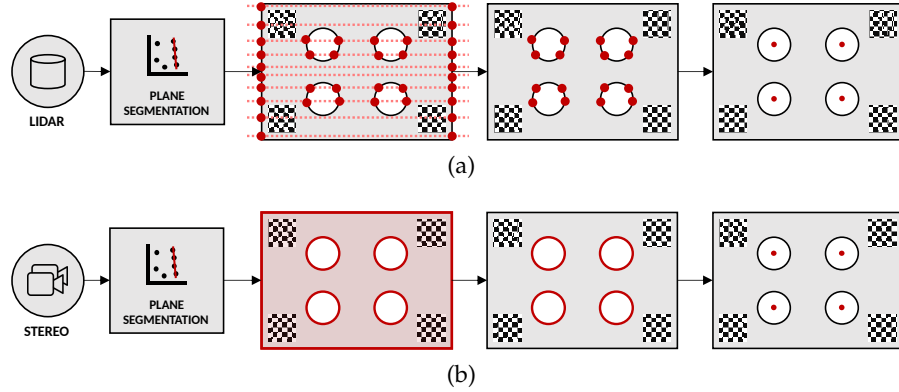 LIDAR
PLANE
SEGMENTATION
(a)
STEREO
PLANE
SEGMENTATION
(b)